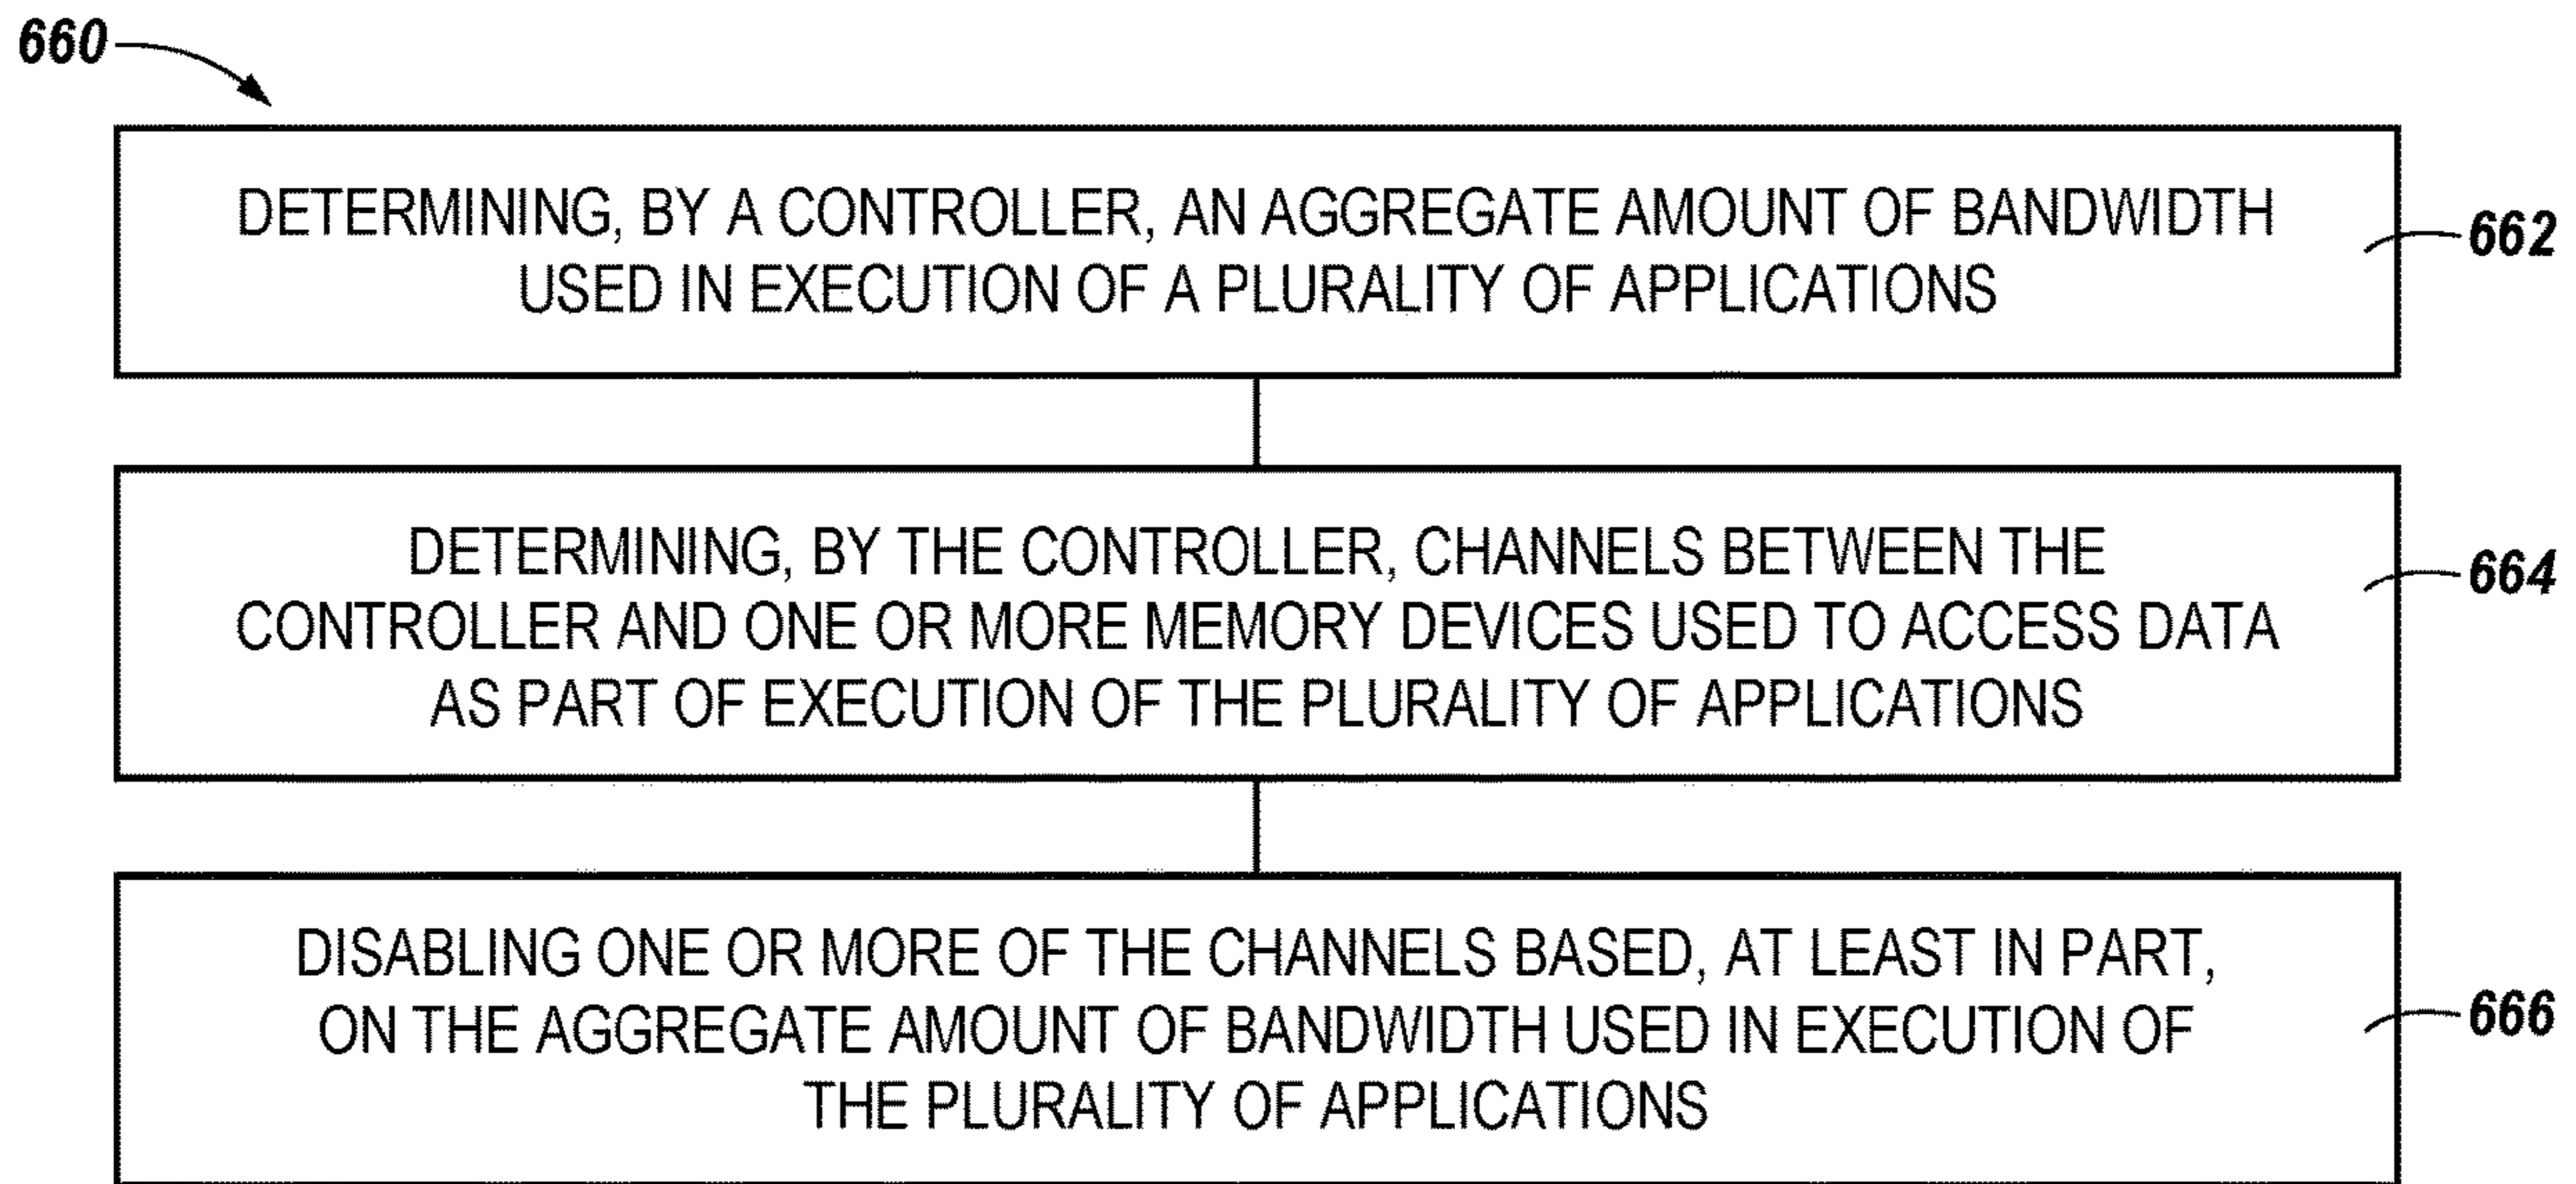 660
DETERMINING, BY A CONTROLLER, AN AGGREGATE AMOUNT OF BANDWIDTH
USED IN EXECUTION OF A PLURALITY OF APPLICATIONS
662
DETERMINING, BY THE CONTROLLER, CHANNELS BETWEEN THE
CONTROLLER AND ONE OR MORE MEMORY DEVICES USED TO ACCESS DATA
AS PART OF EXECUTION OF THE PLURALITY OF APPLICATIONS
664
DISABLING ONE OR MORE OF THE CHANNELS BASED, AT LEAST IN PART,
ON THE AGGREGATE AMOUNT OF BANDWIDTH USED IN EXECUTION OF
THE PLURALITY OF APPLICATIONS
666